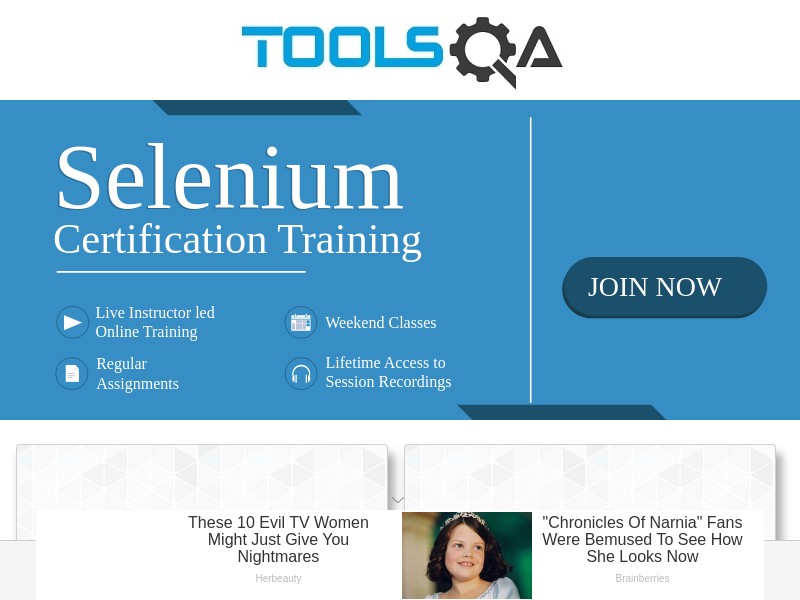 TOOLSQA
Selenium
Certification Training
JOIN NOW
Live Instructor led
Online Training
Weekend Classes
Regular
Assignments
Lifetime Access to
Session Recordings
These 10 Evil TV Women
Might Just Give You
Nightmares
Herbeauty
"Chronicles Of Narnia" Fans
Were Bemused To See How
She Looks Now
Brainberries